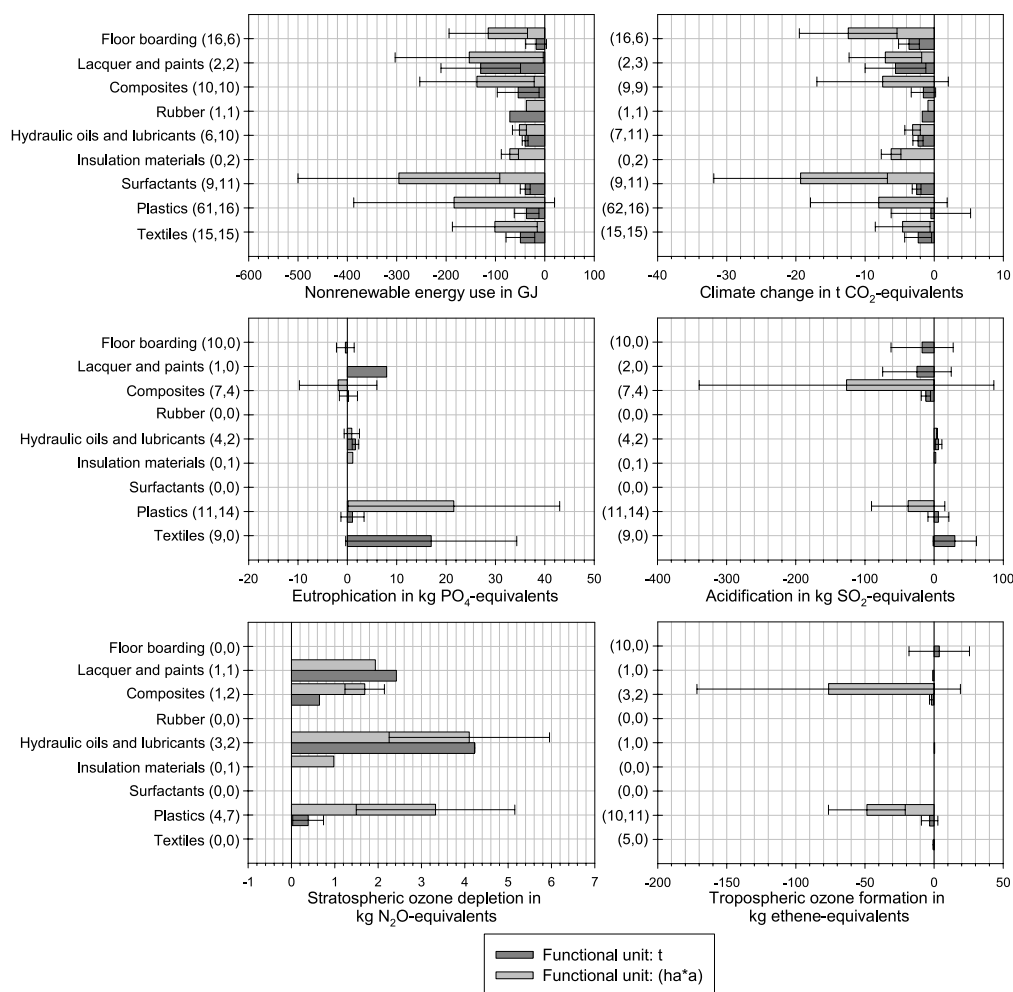 Floor boarding (16,6)
Lacquer and paints (2,2)
Composites (10,10)
Rubber (1,1)
Hydraulic oils and lubricants (6,10)
Insulation materials (0,2)
Surfactants (9,11)
Plastics (61,16)
Textiles (15,15)
-600 -500 -400 -300 -200 -100 0 100
Nonrenewable energy use in GJ
(16,6)
(2,3)
(9,9)
(1,1)
(7,11)
(0,2)
(9,11)
(62,16)
(15,15)
-40 -30 -20 -10 0 10
Climate change in t CO₂-equivalents
Floor boarding (10,0)
Lacquer and paints (1,0)
Composites (7,4)
Rubber (0,0)
Hydraulic oils and lubricants (4,2)
Insulation materials (0,1)
Surfactants (0,0)
Plastics (11,14)
Textiles (9,0)
-20 -10 0 10 20 30 40 50
Eutrophication in kg PO₄-equivalents
(10,0)
(2,0)
(7,4)
(0,0)
(4,2)
(0,1)
(0,0)
(11,14)
(9,0)
-400 -300 -200 -100 0 100
Acidification in kg SO₂-equivalents
Floor boarding (0,0)
Lacquer and paints (1,1)
Composites (1,2)
Rubber (0,0)
Hydraulic oils and lubricants (3,2)
Insulation materials (0,1)
Surfactants (0,0)
Plastics (4,7)
Textiles (0,0)
-1 0 1 2 3 4 5 6 7
Stratospheric ozone depletion in
kg N₂O-equivalents
(10,0)
(1,0)
(3,2)
(0,0)
(1,0)
(0,0)
(0,0)
(10,11)
(5,0)
-200 -150 -100 -50 0 50
Tropospheric ozone formation in
kg ethene-equivalents
Functional unit: t
Functional unit: (ha*a)